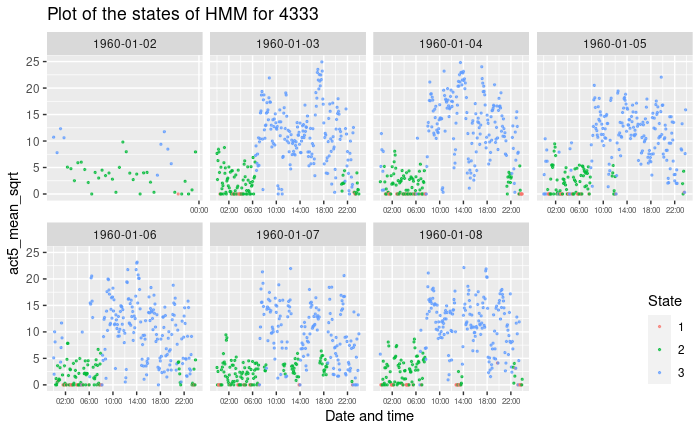 Plot of the states of HMM for 4333
1960-01-02 1960-01-03 1960-01-04 1960-01-05
25
20
15
10
5
0
00:00 02:00 06:00 10:00 14:00 18:00 22:00 02:00 06:00 10:00 14:00 18:00 22:00 02:00 06:00 10:00 14:00 18:00 22:00
act5_mean_sqrt
1960-01-06 1960-01-07 1960-01-08
25
20
15
10
5
0
02:00 06:00 10:00 14:00 18:00 22:00 02:00 06:00 10:00 14:00 18:00 22:00 02:00 06:00 10:00 14:00 18:00 22:00
Date and time
State
1
2
3